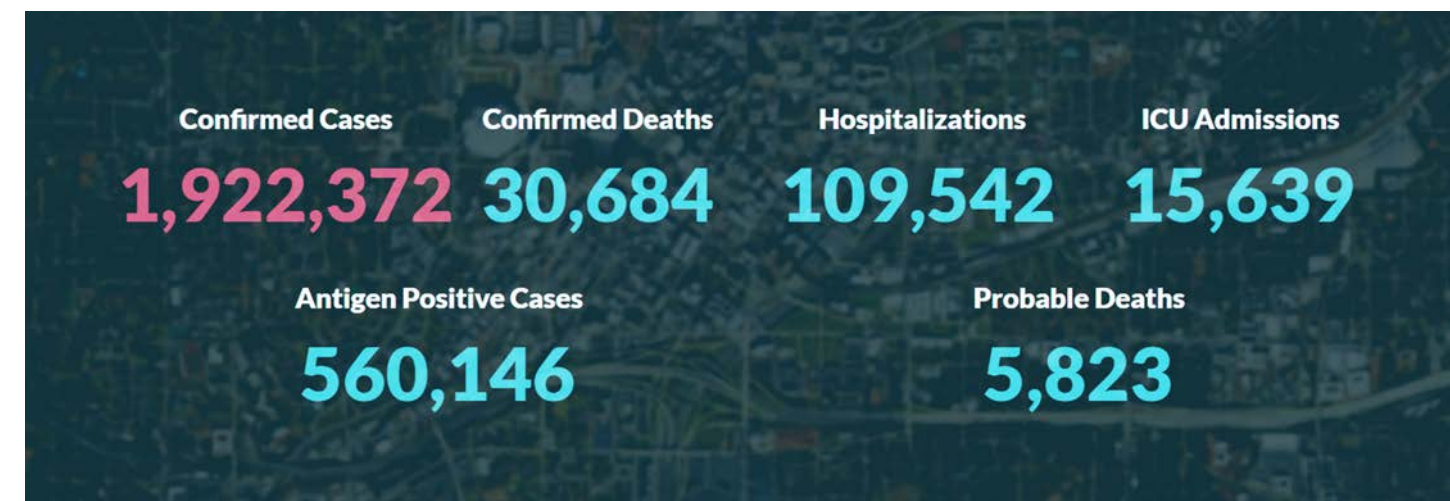 Confirmed Cases Confirmed Deaths Hospitalizations ICU Admissions
1,922,372 30,684 109,542 15,639
Antigen Positive Cases Probable Deaths
560,146 5,823